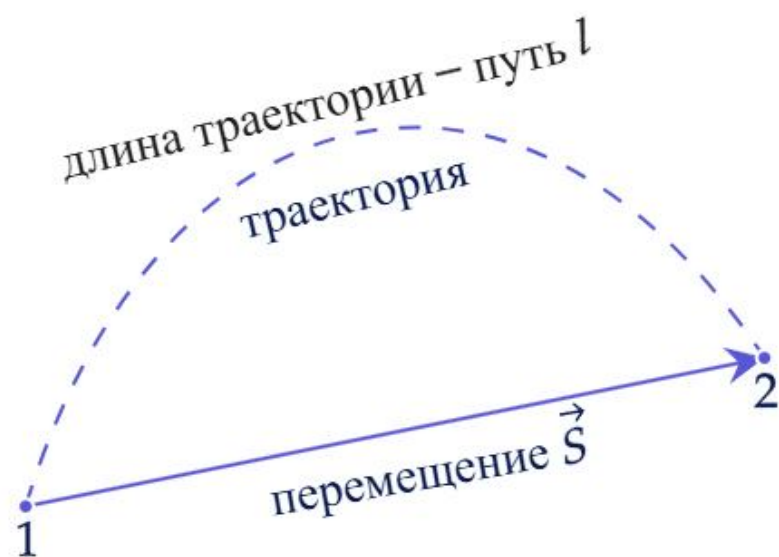 длина траектории – путь l
траектория
2
перемещение S⃗
1